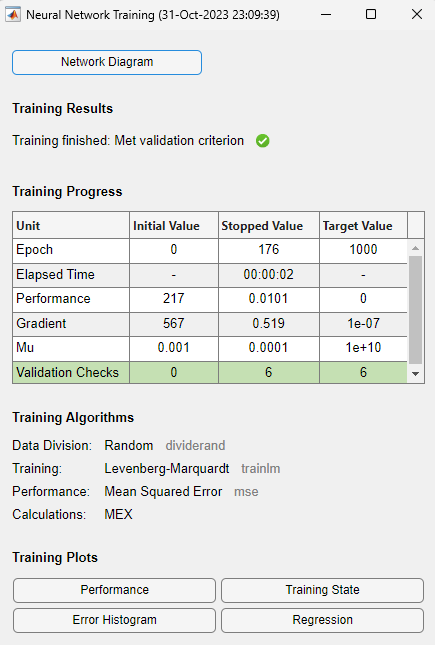 Neural Network Training (31-Oct-2023 23:09:39)
Network Diagram
Training Results
Training finished: Met validation criterion
Training Progress
Unit Initial Value Stopped Value Target Value
Epoch 0 176 1000
Elapsed Time - 00:00:02 -
Performance 217 0.0101 0
Gradient 567 0.519 1e-07
Mu 0.001 0.0001 1e+10
Validation Checks 0 6 6
Training Algorithms
Data Division: Random dividerand
Training: Levenberg-Marquardt trainlm
Performance: Mean Squared Error mse
Calculations: MEX
Training Plots
Performance Training State
Error Histogram Regression